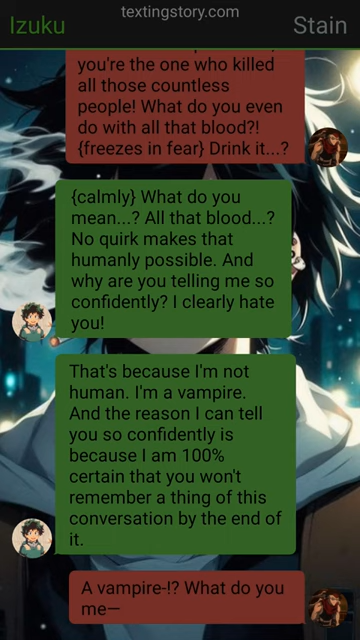 textingstory.com
Izuku
Stain
you're the one who killed
all those countless
people! What do you even
do with all that blood?!
{freezes in fear} Drink it...?
{calmly} What do you
mean...? All that blood...?
No quirk makes that
humanly possible. And
why are you telling me so
confidently? I clearly hate
you!
That's because I'm not
human. I'm a vampire.
And the reason I can tell
you so confidently is
because I am 100%
certain that you won't
remember a thing of this
conversation by the end of
it.
A vampire-!? What do you
me—